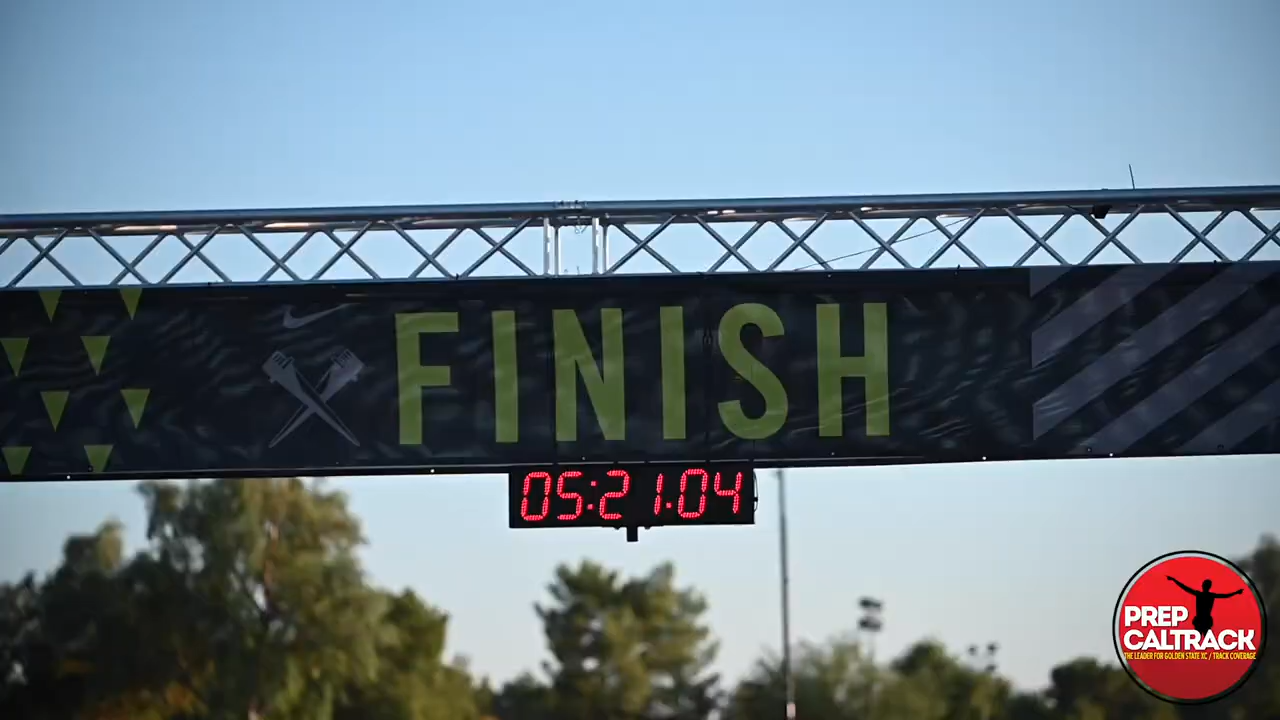 FINISH
05:21.04
PREP
CALTRACK
THE LEADER FOR GOLDEN STATE XC / TRACK COVERAGE